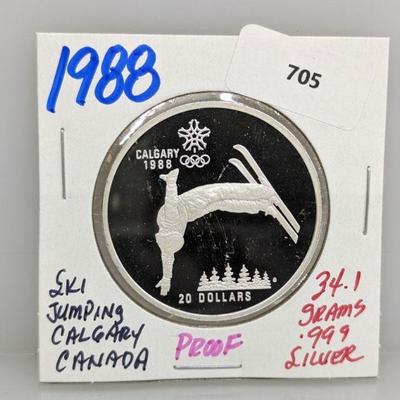 1988
705
CALGARY
1988
20 DOLLARS
SKI
JUMPING
CALGARY
CANADA
PROOF
34.1
GRAMS
.999
SILVER